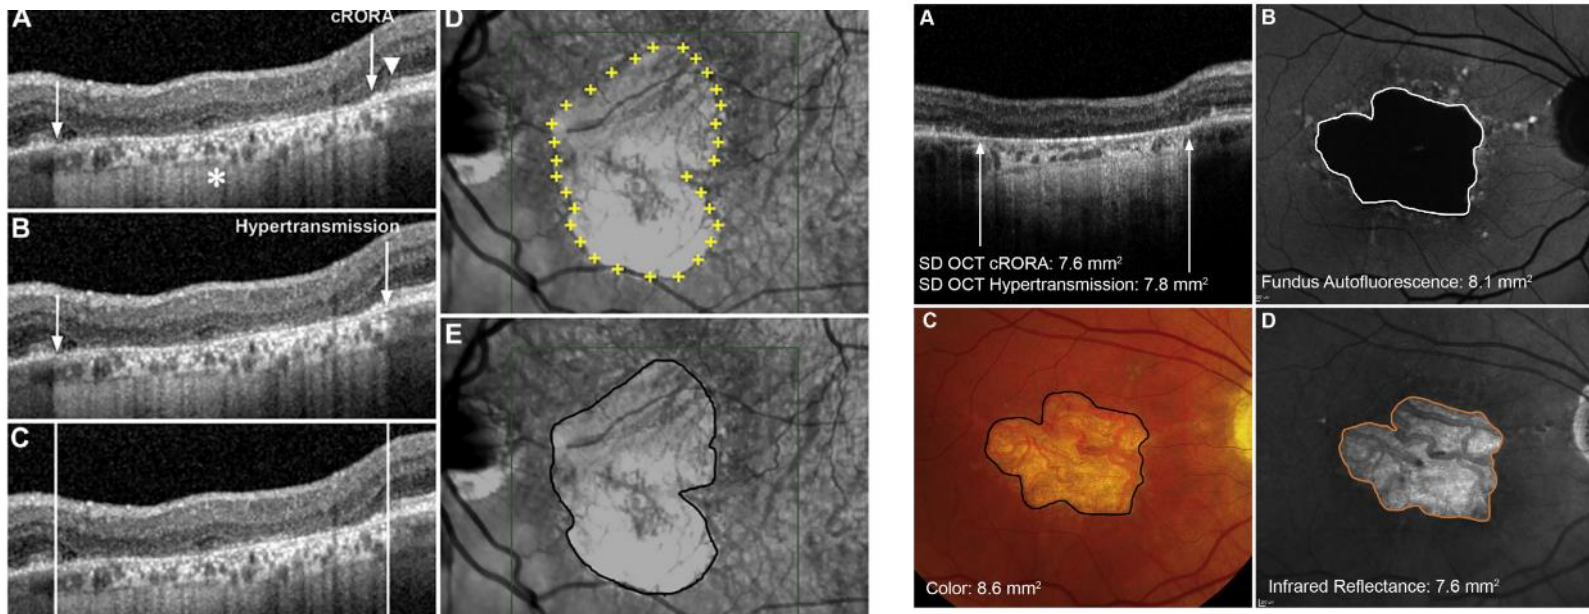 A
cRORA
*
B
Hypertransmission
C
D
E
A
SD OCT cRORA: 7.6 mm²
SD OCT Hypertransmission: 7.8 mm²
B
Fundus Autofluorescence: 8.1 mm²
C
Color: 8.6 mm²
D
Infrared Reflectance: 7.6 mm²